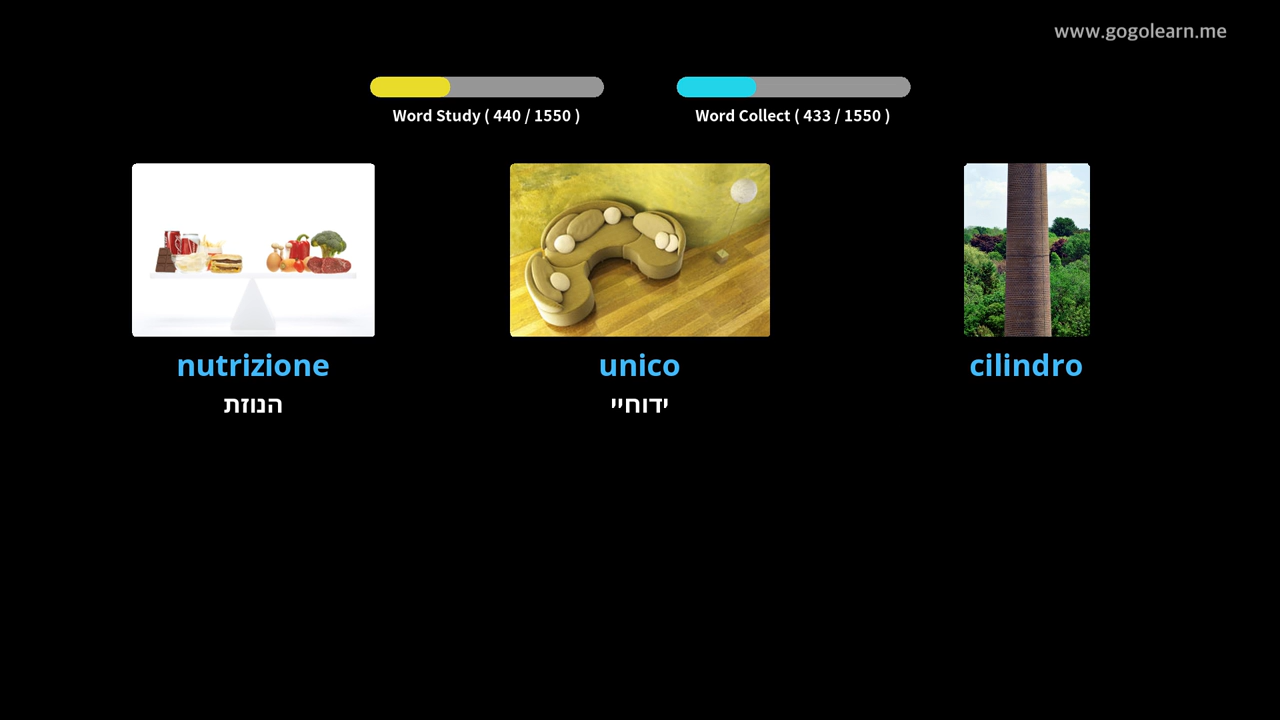 www.gogolearn.me
Word Study ( 440 / 1550 )
Word Collect ( 433 / 1550 )
nutrizione
הנוזת
unico
ידוחיי
cilindro